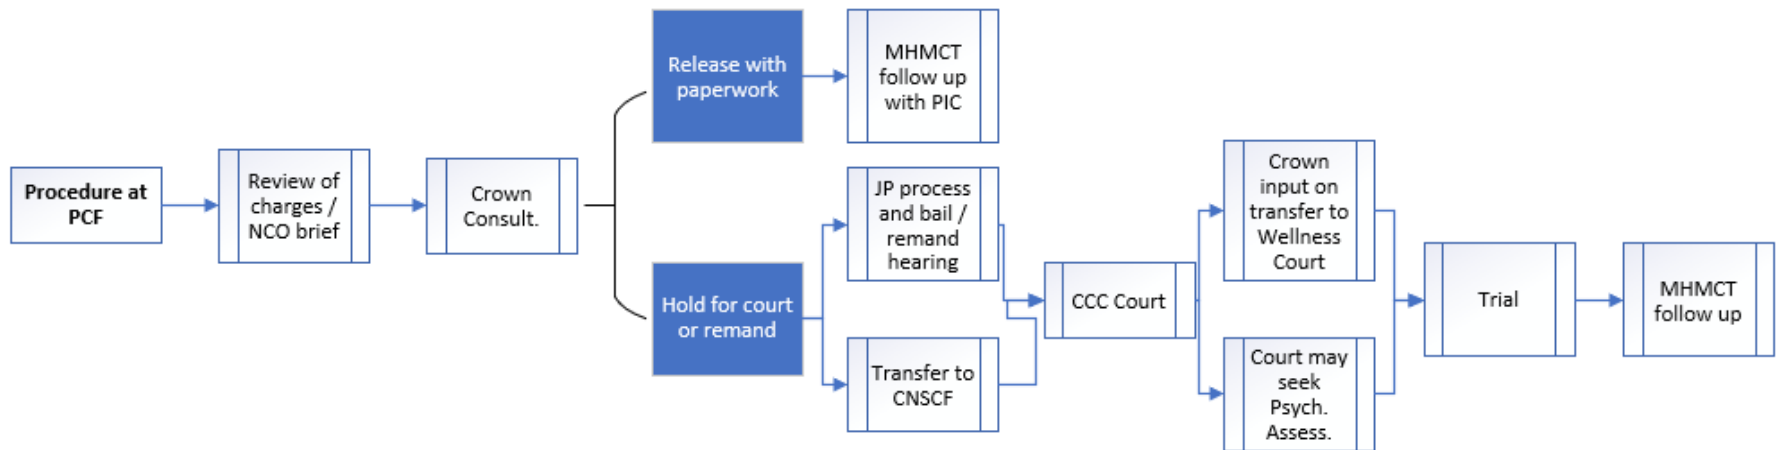 Procedure at
PCF
Review of
charges /
NCO brief
Crown
Consult.
Release with
paperwork
MHMCT
follow up
with PIC
Hold for court
or remand
JP process
and bail /
remand
hearing
Transfer to
CNSCF
CCC Court
Crown
input on
transfer to
Wellness
Court
Court may
seek
Psych.
Assess.
Trial
MHMCT
follow up